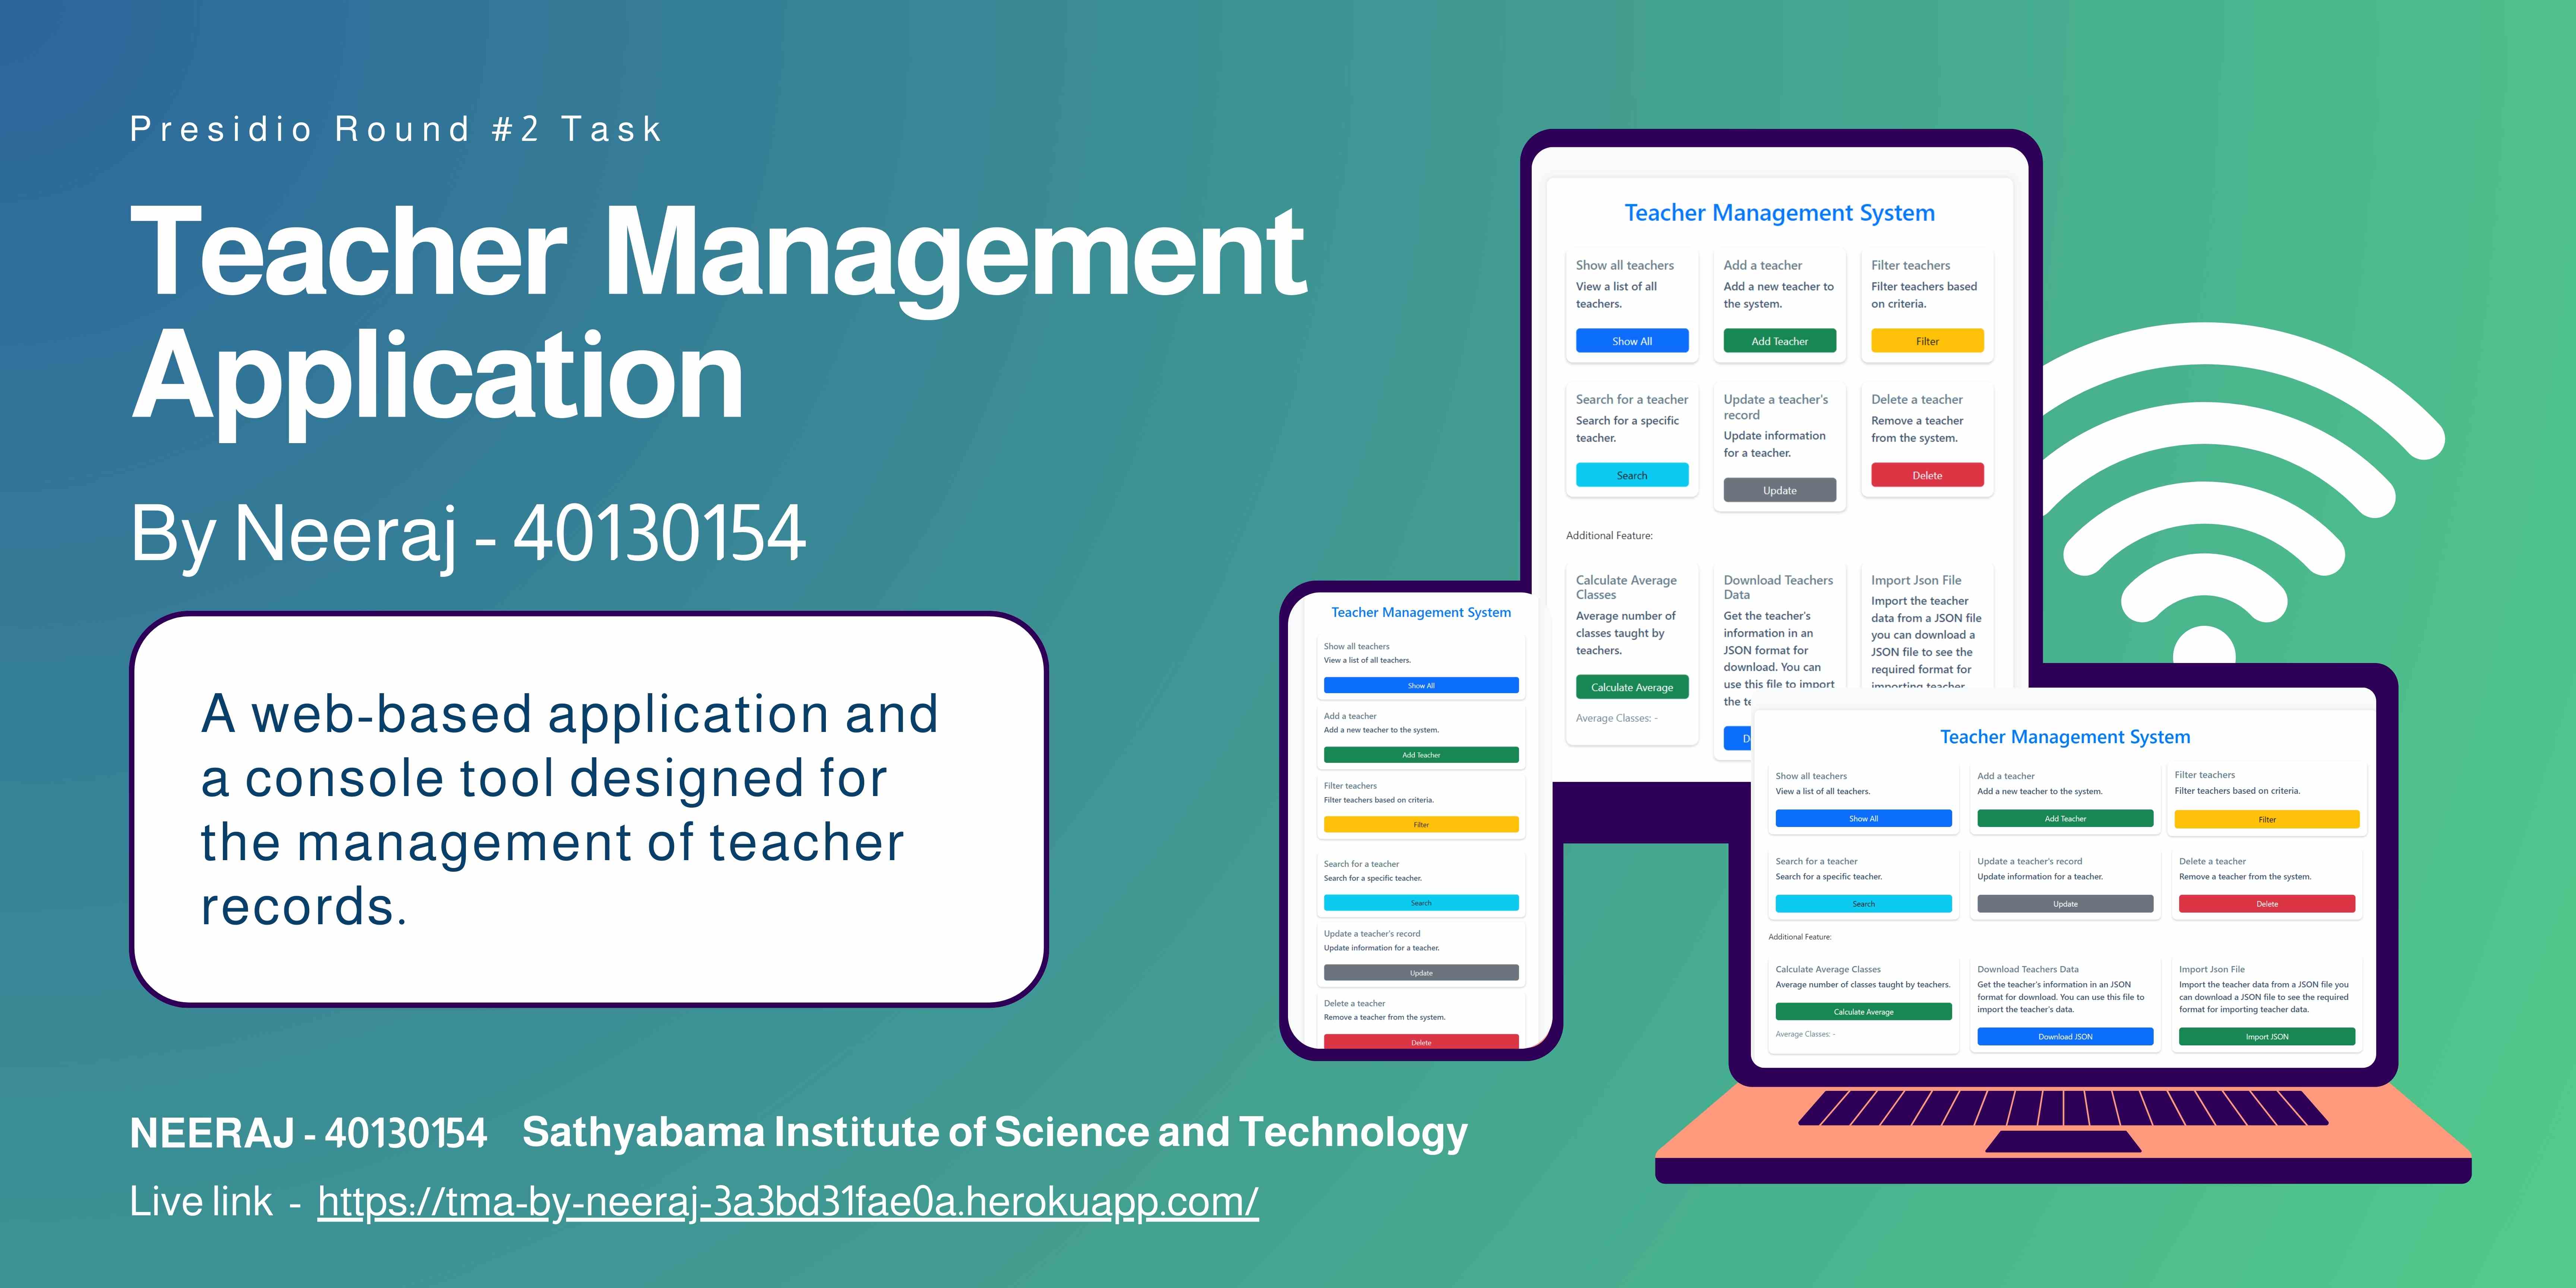 Presidio Round #2 Task
Teacher Management
Application
By Neeraj - 40130154
A web-based application and
a console tool designed for
the management of teacher
records.
NEERAJ - 40130154 Sathyabama Institute of Science and Technology
Live link - https://tma-by-neeraj-3a3bd31fae0a.herokuapp.com/
Teacher Management System
Show all teachers
View a list of all
teachers.
Show All
Add a teacher
Add a new teacher to
the system.
Add Teacher
Filter teachers
Filter teachers based
on criteria.
Filter
Search for a teacher
Search for a specific
teacher.
Search
Update a teacher's
record
Update information
for a teacher.
Update
Delete a teacher
Remove a teacher
from the system.
Delete
Additional Feature:
Calculate Average
Classes
Average number of
classes taught by
teachers.
Calculate Average
Average Classes: -
Download Teachers
Data
Get the teacher's
information in an
JSON format for
download. You can
use this file to import
the
Import Json File
Import the teacher
data from a JSON file
you can download a
JSON file to see the
required format for
importing teacher
Teacher Management System
Show all teachers
View a list of all teachers.
Show All
Add a teacher
Add a new teacher to the system.
Add Teacher
Filter teachers
Filter teachers based on criteria.
Filter
Search for a teacher
Search for a specific teacher.
Search
Update a teacher's record
Update information for a teacher.
Update
Delete a teacher
Remove a teacher from the system.
Delete
Teacher Management System
Show all teachers
View a list of all teachers.
Show All
Add a teacher
Add a new teacher to the system.
Add Teacher
Filter teachers
Filter teachers based on criteria.
Filter
Search for a teacher
Search for a specific teacher.
Search
Update a teacher's record
Update information for a teacher.
Update
Delete a teacher
Remove a teacher from the system.
Delete
Additional Feature:
Calculate Average Classes
Average number of classes taught by teachers.
Calculate Average
Average Classes: -
Download Teachers Data
Get the teacher's information in an JSON
format for download. You can use this file to
import the teacher's data.
Download JSON
Import Json File
Import the teacher data from a JSON file you
can download a JSON file to see the required
format for importing teacher data.
Import JSON